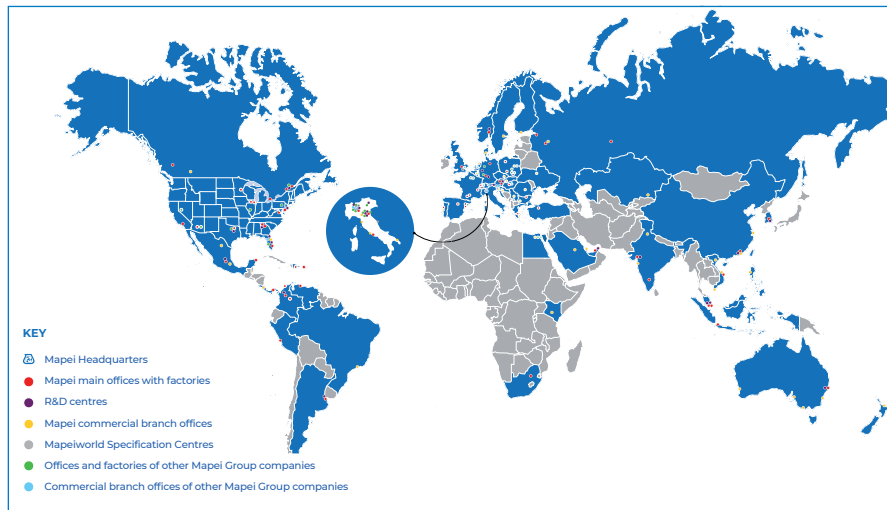 KEY
Mapei Headquarters
Mapei main offices with factories
R&D centres
Mapei commercial branch offices
Mapeiworld Specification Centres
Offices and factories of other Mapei Group companies
Commercial branch offices of other Mapei Group companies